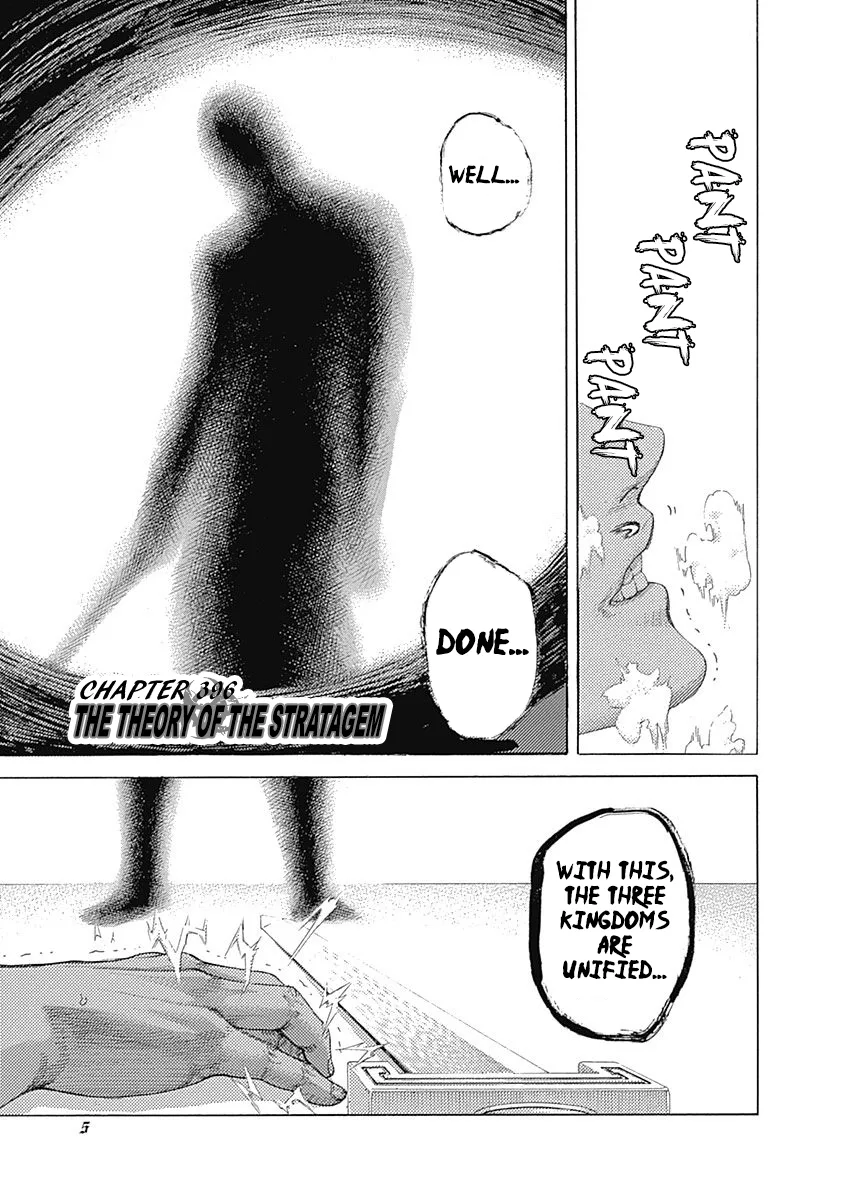 PANT
PANT
PANT
WELL...
DONE...
CHAPTER 396
THE THEORY OF THE STRATAGEM
WITH THIS,
THE THREE
KINGDOMS
ARE
UNIFIED...
5